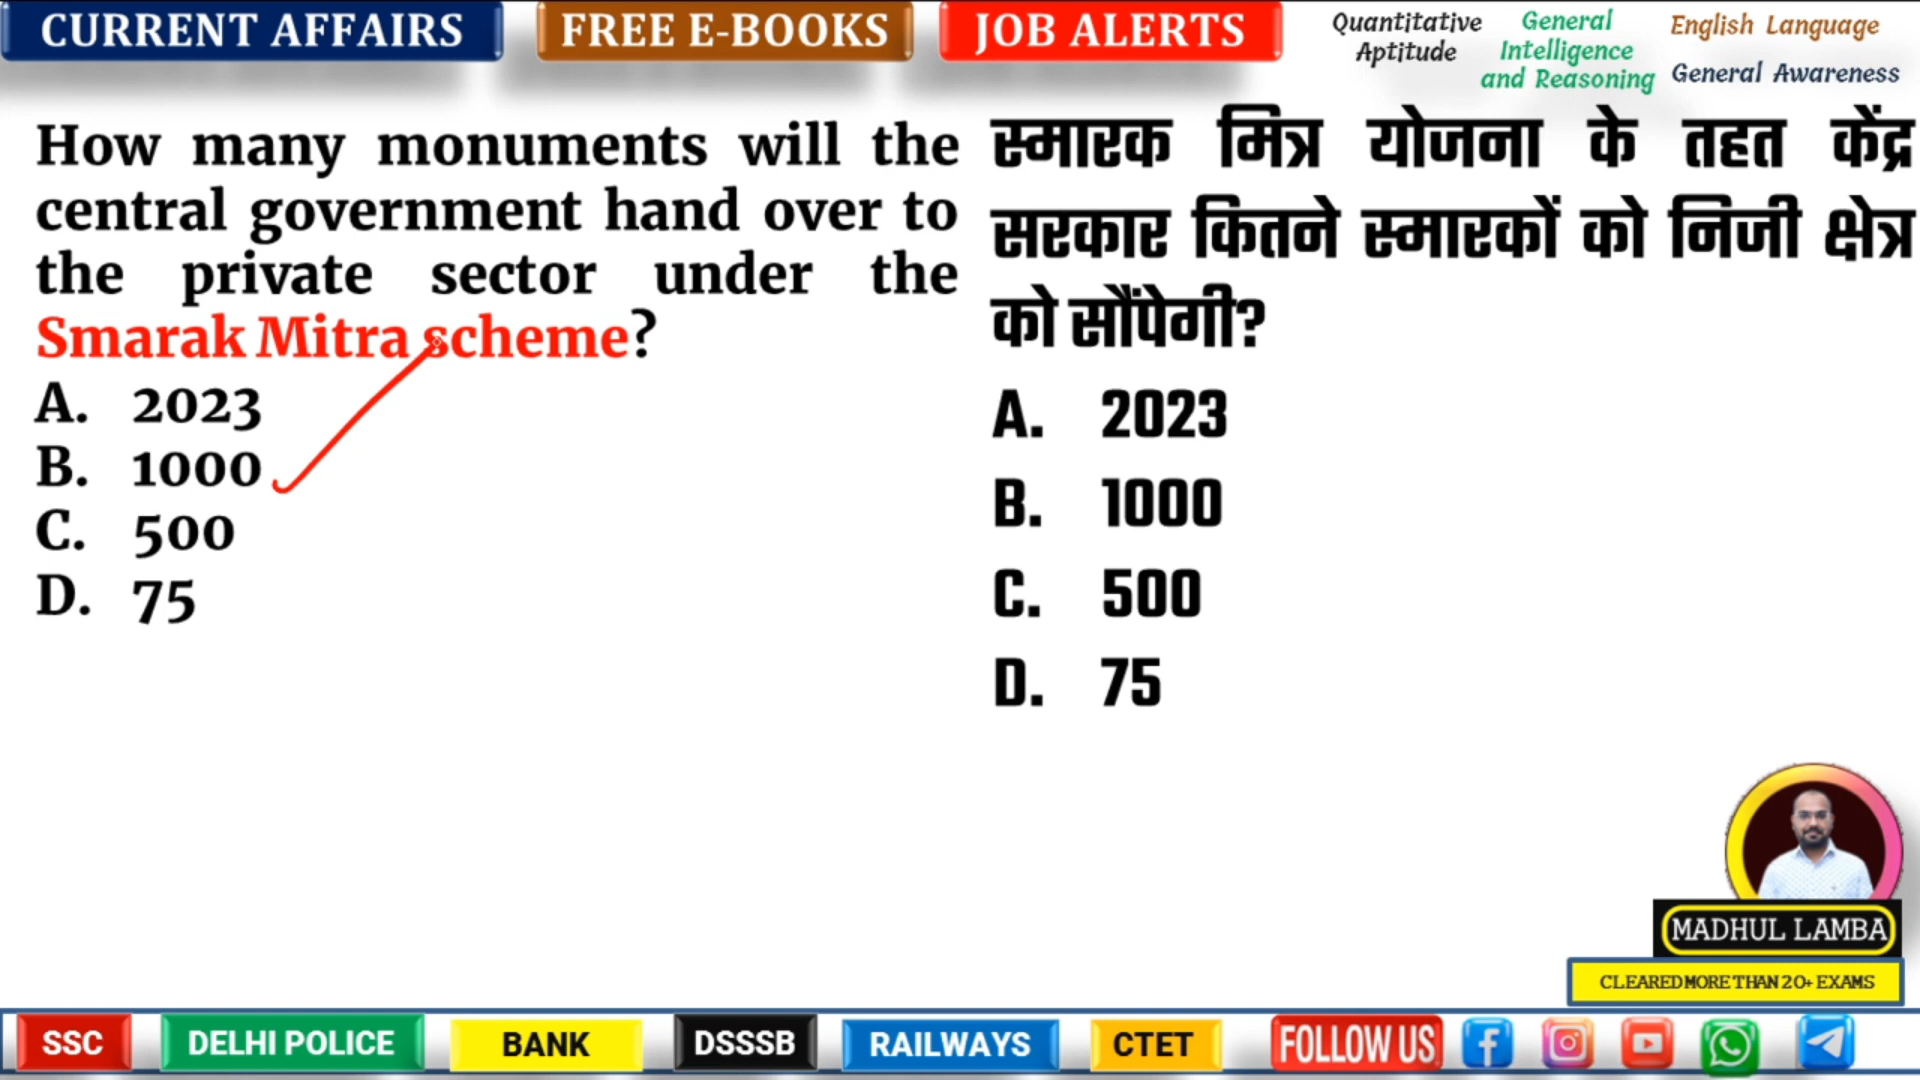 CURRENT AFFAIRS
FREE E-BOOKS
JOB ALERTS
Quantitative
Aptitude
General
Intelligence
and Reasoning
English Language
General Awareness
How many monuments will the
central government hand over to
the private sector under the
Smarak Mitra scheme?
A. 2023
B. 1000
C. 500
D. 75
स्मारक मित्र योजना के तहत केंद्र
सरकार कितने स्मारकों को निजी क्षेत्र
को सौंपेगी?
A. 2023
B. 1000
C. 500
D. 75
MADHUL LAMBA
CLEARED MORE THAN 20+ EXAMS
SSC
DELHI POLICE
BANK
DSSSB
RAILWAYS
CTET
FOLLOW US